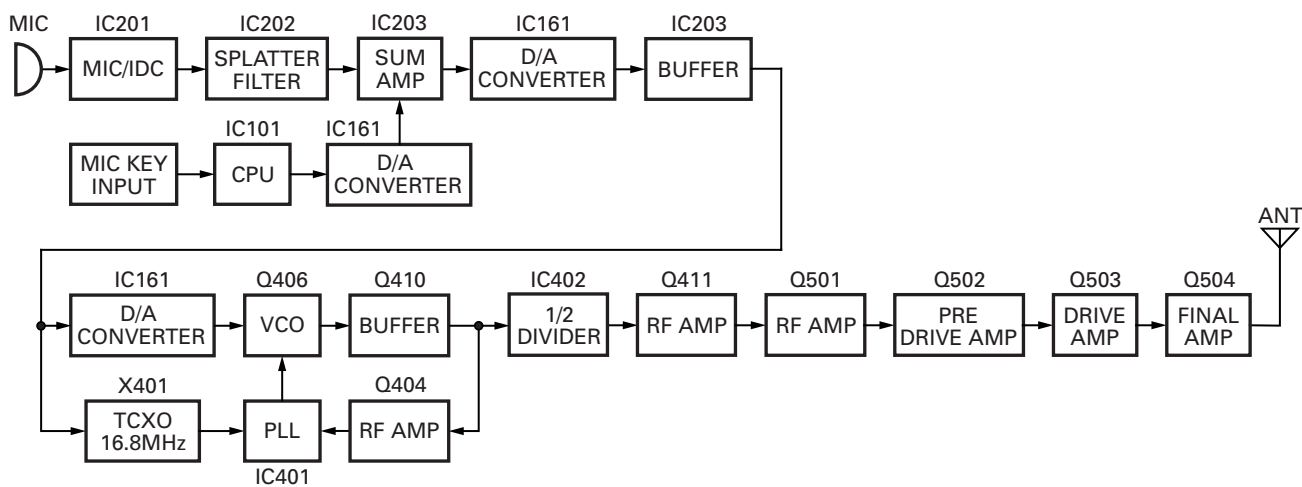 MIC
IC201
MIC/IDC
IC202
SPLATTER
FILTER
IC203
SUM
AMP
IC161
D/A
CONVERTER
IC203
BUFFER
MIC KEY
INPUT
IC101
CPU
IC161
D/A
CONVERTER
IC161
D/A
CONVERTER
Q406
VCO
Q410
BUFFER
IC402
1/2
DIVIDER
Q411
RF AMP
Q501
RF AMP
Q502
PRE
DRIVE AMP
Q503
DRIVE
AMP
Q504
FINAL
AMP
ANT
X401
TCXO
16.8MHz
PLL
IC401
Q404
RF AMP